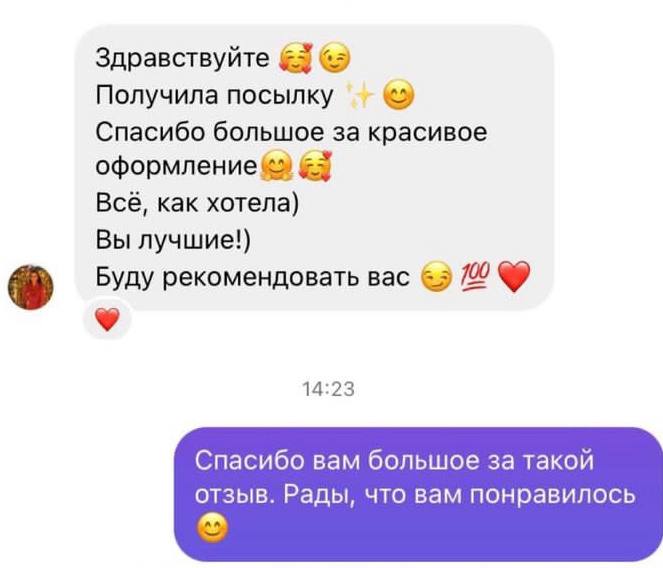 Здравствуйте 🥰😉
Получила посылку ✨😊
Спасибо большое за красивое
оформление🤗🥰
Всё, как хотела)
Вы лучшие!)
Буду рекомендовать вас 😏💯❤️
❤️
14:23
Спасибо вам большое за такой
отзыв. Рады, что вам понравилось
😊